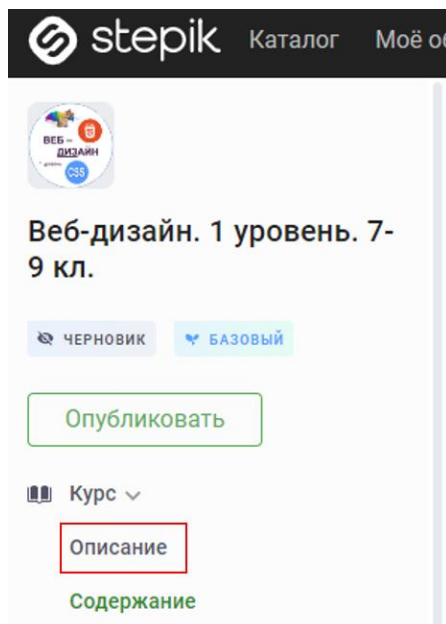 stepik Каталог Моё об
ВЕБ –
ДИЗАЙН
CSS
Веб-дизайн. 1 уровень. 7-
9 кл.
ЧЕРНОВИК БАЗОВЫЙ
Опубликовать
Курс
Описание
Содержание